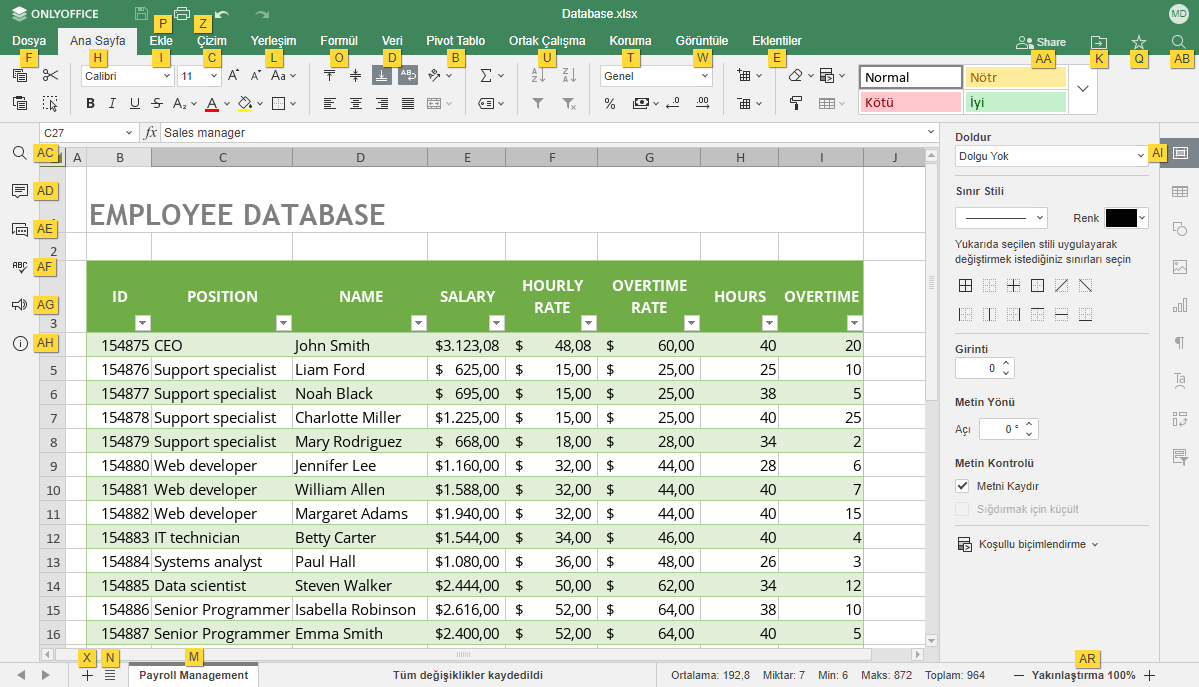 ONLYOFFICE
Database.xlsx
MD
P
Z
Dosya
Ana Sayfa
Ekle
Çizim
Yerleşim
Formül
Veri
Pivot Tablo
Ortak Çalışma
Koruma
Görüntüle
Eklentiler
Share
F H I C L O D B U T W E AA K Q AB
Calibri
11
Genel
Normal
Nötr
Kötü
İyi
C27
fx
Sales manager
AC
AD
AE
AF
AG
AH
A B C D E F G H I J
EMPLOYEE DATABASE
2
3
ID POSITION NAME SALARY HOURLY RATE OVERTIME RATE HOURS OVERTIME
154875 CEO John Smith $3.123,08 $ 48,08 $ 60,00 40 20
5 154876 Support specialist Liam Ford $ 625,00 $ 15,00 $ 25,00 25 10
6 154877 Support specialist Noah Black $ 695,00 $ 15,00 $ 25,00 38 5
7 154878 Support specialist Charlotte Miller $1.225,00 $ 15,00 $ 25,00 40 25
8 154879 Support specialist Mary Rodriguez $ 668,00 $ 18,00 $ 28,00 34 2
9 154880 Web developer Jennifer Lee $1.160,00 $ 32,00 $ 44,00 28 6
10 154881 Web developer William Allen $1.588,00 $ 32,00 $ 44,00 40 7
11 154882 Web developer Margaret Adams $1.940,00 $ 32,00 $ 44,00 40 15
12 154883 IT technician Betty Carter $1.544,00 $ 34,00 $ 46,00 40 4
13 154884 Systems analyst Paul Hall $1.080,00 $ 36,00 $ 48,00 26 3
14 154885 Data scientist Steven Walker $2.444,00 $ 50,00 $ 62,00 34 12
15 154886 Senior Programmer Isabella Robinson $2.616,00 $ 52,00 $ 64,00 38 10
16 154887 Senior Programmer Emma Smith $2.400,00 $ 52,00 $ 64,00 40 5
Doldur
Dolgu Yok
AI
Sınır Stili
Renk
Yukarıda seçilen stili uygulayarak
değiştirmek istediğiniz sınırları seçin
Girinti
0
Metin Yönü
Açı 0 °
Metin Kontrolü
Metni Kaydır
Sığdırmak için küçült
Koşullu biçimlendirme
X N M AR
Payroll Management
Tüm değişiklikler kaydedildi
Ortalama: 192,8 Miktar: 7 Min: 6 Maks: 872 Toplam: 964
Yakınlaştırma 100%